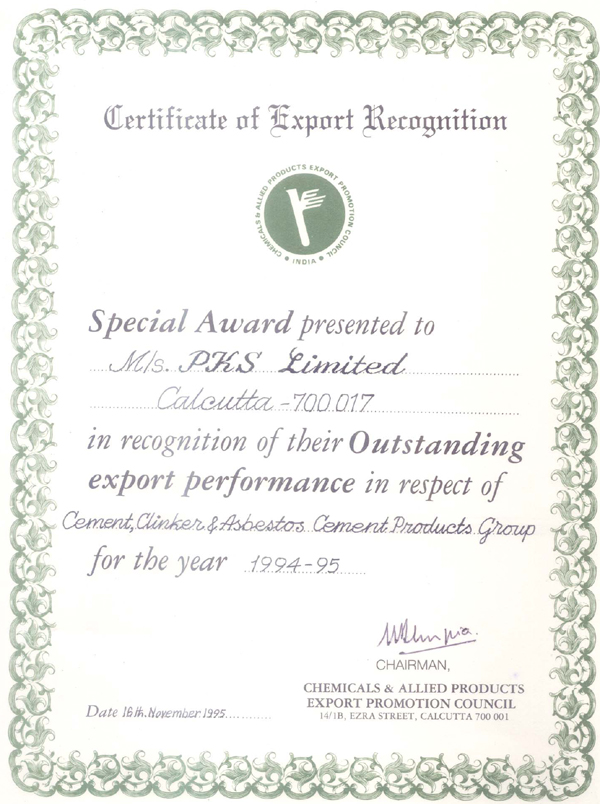 Certificate of Export Recognition
CHEMICALS & ALLIED PRODUCTS EXPORT PROMOTION COUNCIL
INDIA
Special Award presented to
M/s. PKS Limited
Calcutta-700 017
in recognition of their Outstanding
export performance in respect of
Cement, Clinker & Asbestos Cement Products Group
for the year 1994-95
CHAIRMAN,
CHEMICALS & ALLIED PRODUCTS
EXPORT PROMOTION COUNCIL
14/1B, EZRA STREET, CALCUTTA 700 001
Date 16th. November 1995